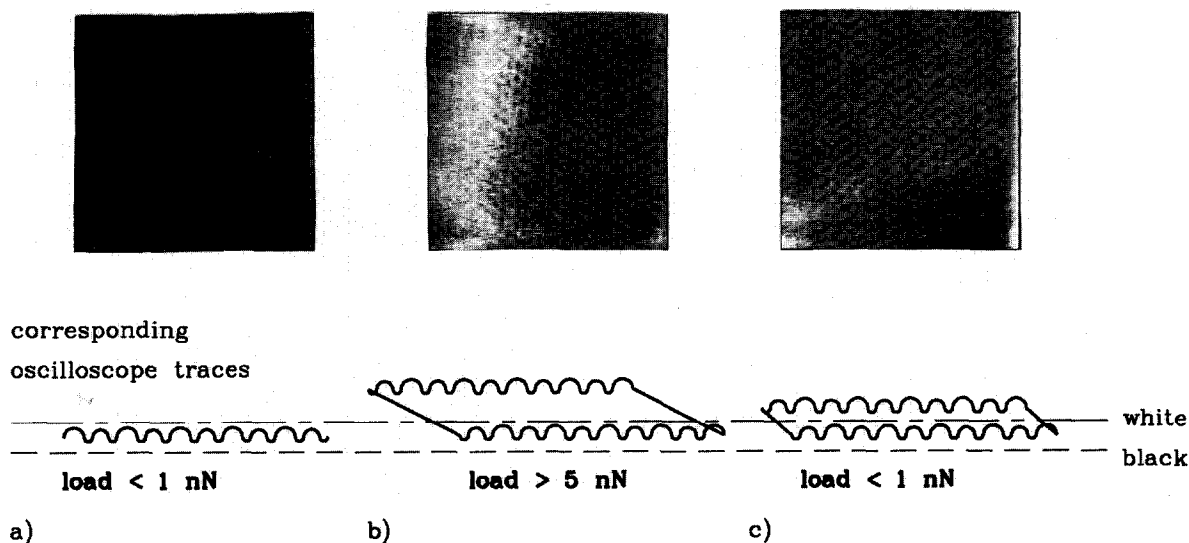 corresponding
oscilloscope traces
white
black
load < 1 nN
load > 5 nN
load < 1 nN
a)
b)
c)